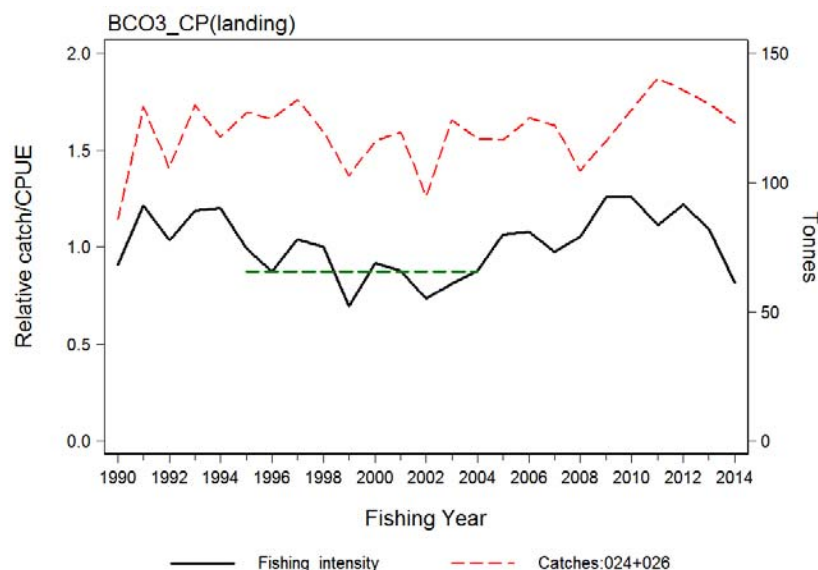 BCO3_CP(landing)
2.0
1.5
1.0
0.5
0.0
Relative catch/CPUE
150
100
50
0
Tonnes
1990 1992 1994 1996 1998 2000 2002 2004 2006 2008 2010 2012 2014
Fishing Year
Fishing_intensity Catches:024+026